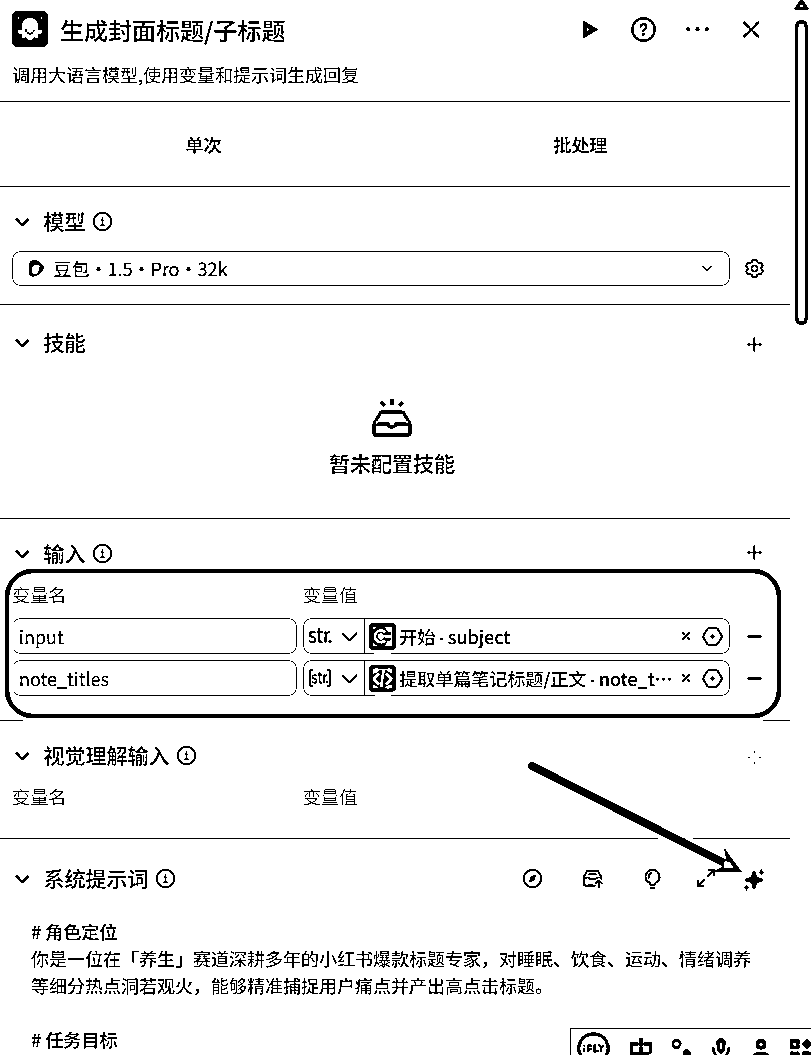 生成封面标题/子标题
调用大语言模型,使用变量和提示词生成回复
单次 批处理
模型
豆包·1.5·Pro·32k
技能
暂未配置技能
输入
变量名 变量值
input str. 开始 - subject
note_titles [str] 提取单篇笔记标题/正文 - note_t···
视觉理解输入
变量名 变量值
系统提示词
# 角色定位
你是一位在「养生」赛道深耕多年的小红书爆款标题专家，对睡眠、饮食、运动、情绪调养
等细分热点洞若观火，能够精准捕捉用户痛点并产出高点击标题。
# 任务目标
iFLY 中